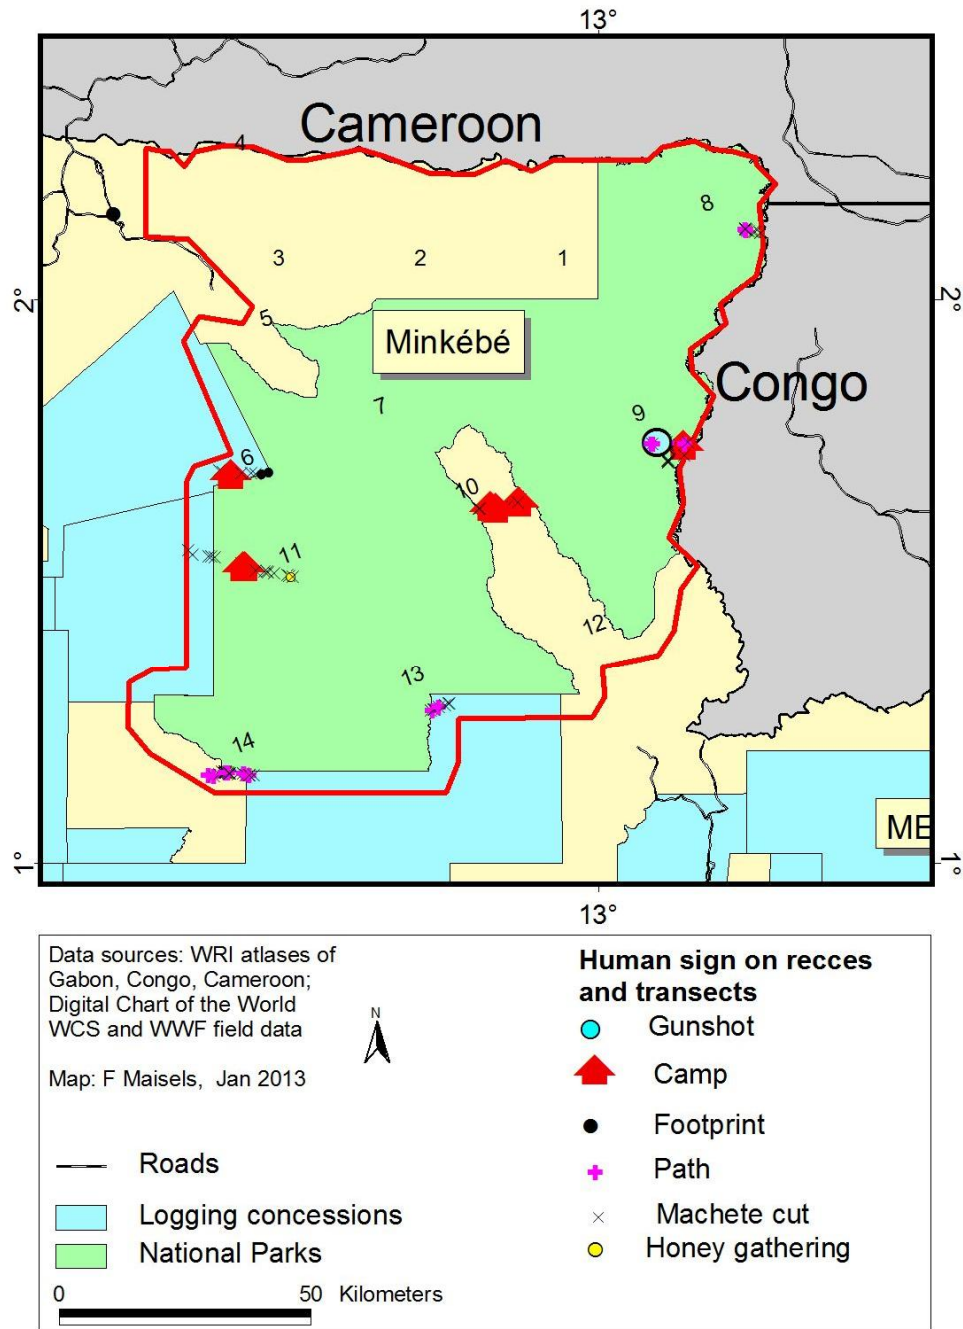 13°
Cameroon
4
8
3
2
1
2°
2°
5
Minkébé
Congo
7
9
6
10
11
12
13
14
ME
1°
1°
13°
Data sources: WRI atlases of
Gabon, Congo, Cameroon;
Digital Chart of the World
WCS and WWF field data
Map: F Maisels, Jan 2013
N
Roads
Logging concessions
National Parks
0 50 Kilometers
Human sign on recces
and transects
Gunshot
Camp
Footprint
Path
Machete cut
Honey gathering